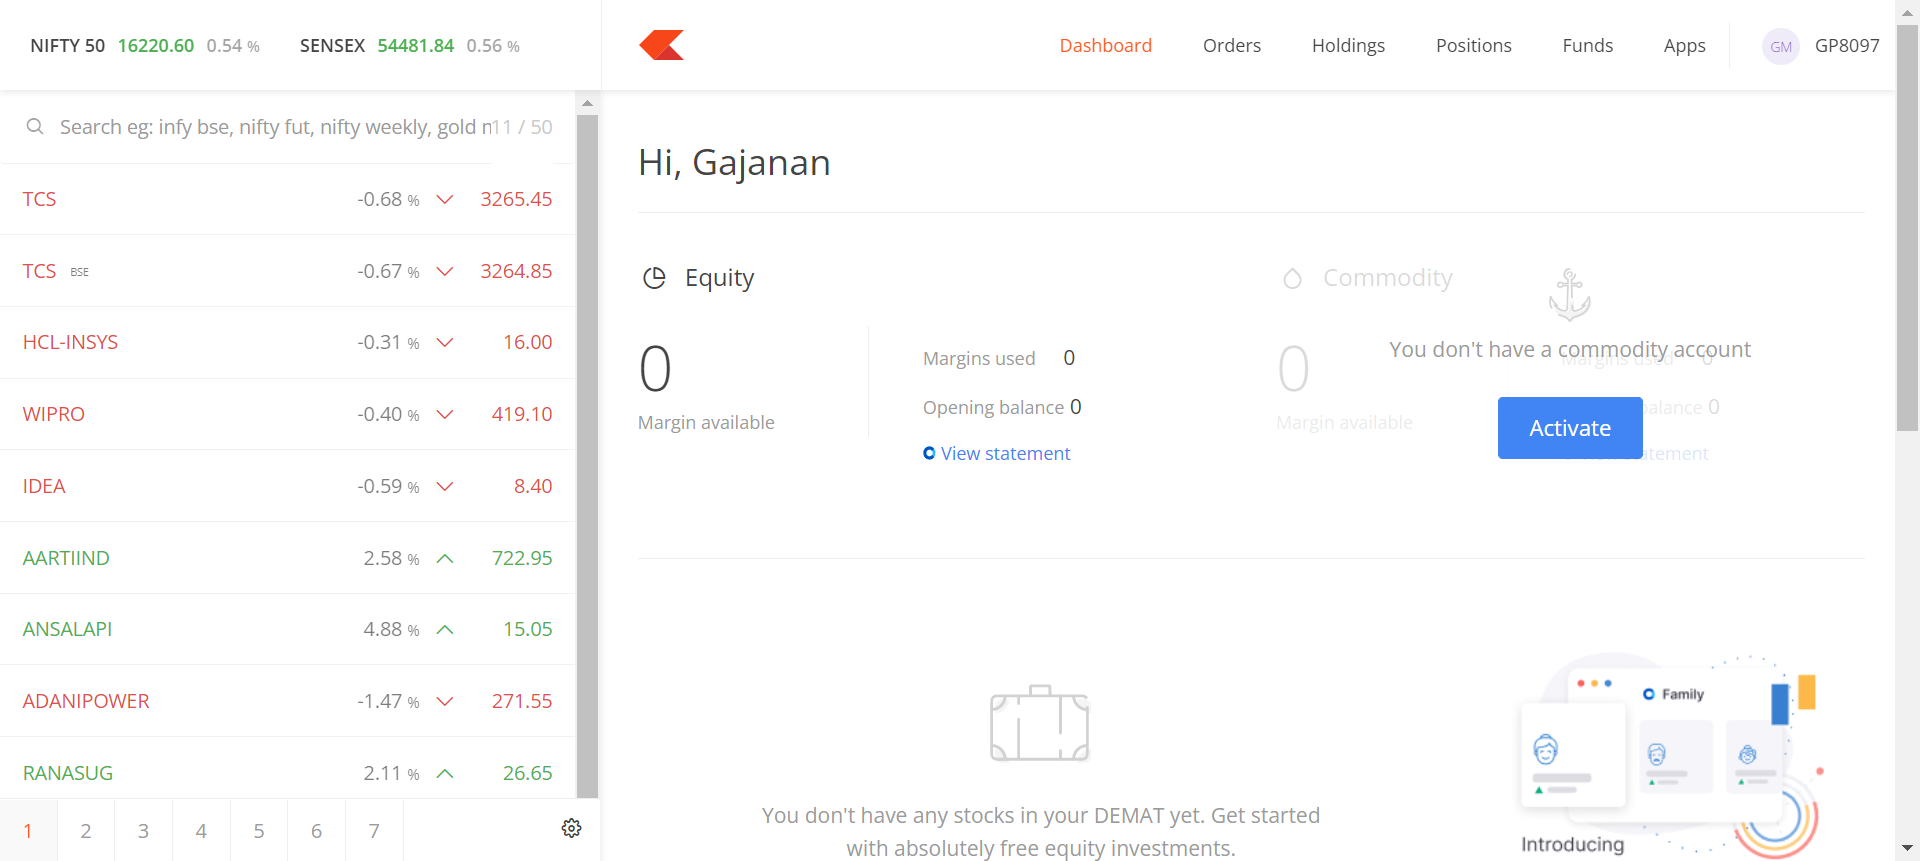 NIFTY 50 16220.60 0.54 % SENSEX 54481.84 0.56 %
Dashboard Orders Holdings Positions Funds Apps GM GP8097
Search eg: infy bse, nifty fut, nifty weekly, gold 11 / 50
TCS -0.68 % 3265.45
TCS BSE -0.67 % 3264.85
HCL-INSYS -0.31 % 16.00
WIPRO -0.40 % 419.10
IDEA -0.59 % 8.40
AARTIIND 2.58 % 722.95
ANSALAPI 4.88 % 15.05
ADANIPOWER -1.47 % 271.55
RANASUG 2.11 % 26.65
1 2 3 4 5 6 7
Hi, Gajanan
Equity
0
Margin available
Margins used 0
Opening balance 0
View statement
Commodity
0
Margin available
You don't have a commodity account
Margins used 0
balance 0
Activate
You don't have any stocks in your DEMAT yet. Get started
with absolutely free equity investments.
Family
Introducing